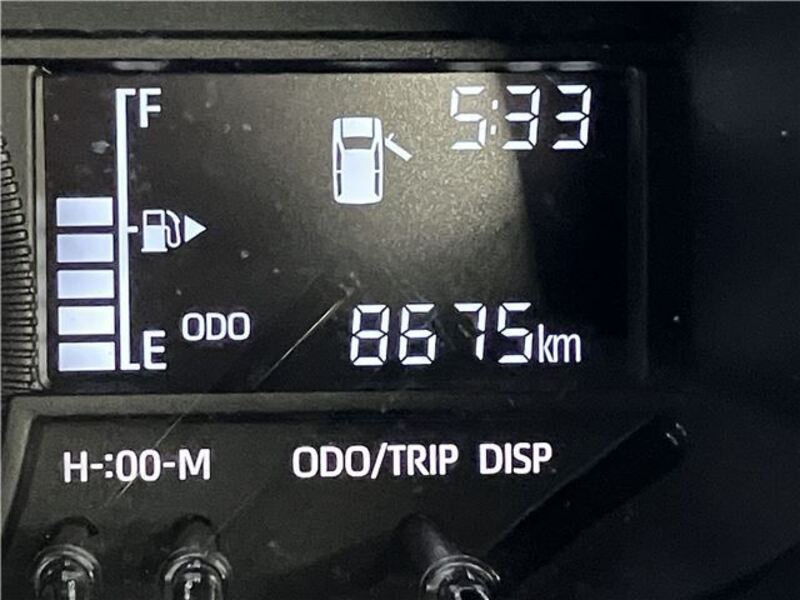 F
5:33
ODO 8675km
E
H-:00-M ODO/TRIP DISP